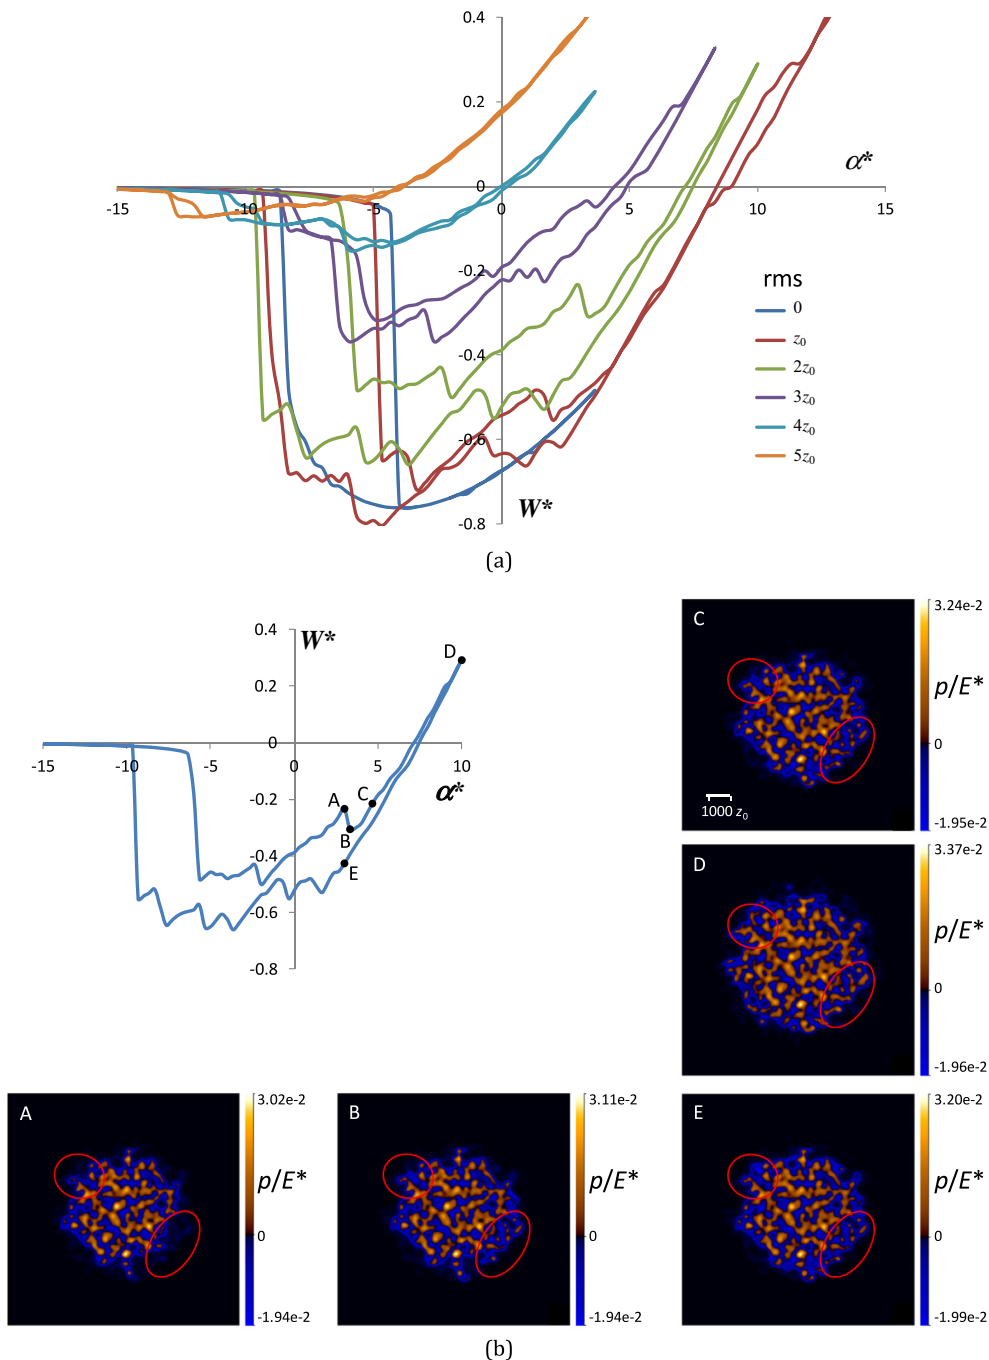 0.4
0.2
α*
-15
-10
-5
0
0
5
10
15
-0.2
rms
0
z₀
2z₀
-0.4
3z₀
4z₀
-0.6
5z₀
W*
-0.8
(a)
0.4
W*
D
0.2
0
-15
-10
-5
0
5
10
α*
-0.2
A
C
B
-0.4
E
-0.6
-0.8
C
3.24e-2
p/E*
0
1000 z₀
-1.95e-2
D
3.37e-2
p/E*
0
-1.96e-2
A
3.02e-2
p/E*
0
-1.94e-2
B
3.11e-2
p/E*
0
-1.94e-2
E
3.20e-2
p/E*
0
-1.99e-2
(b)